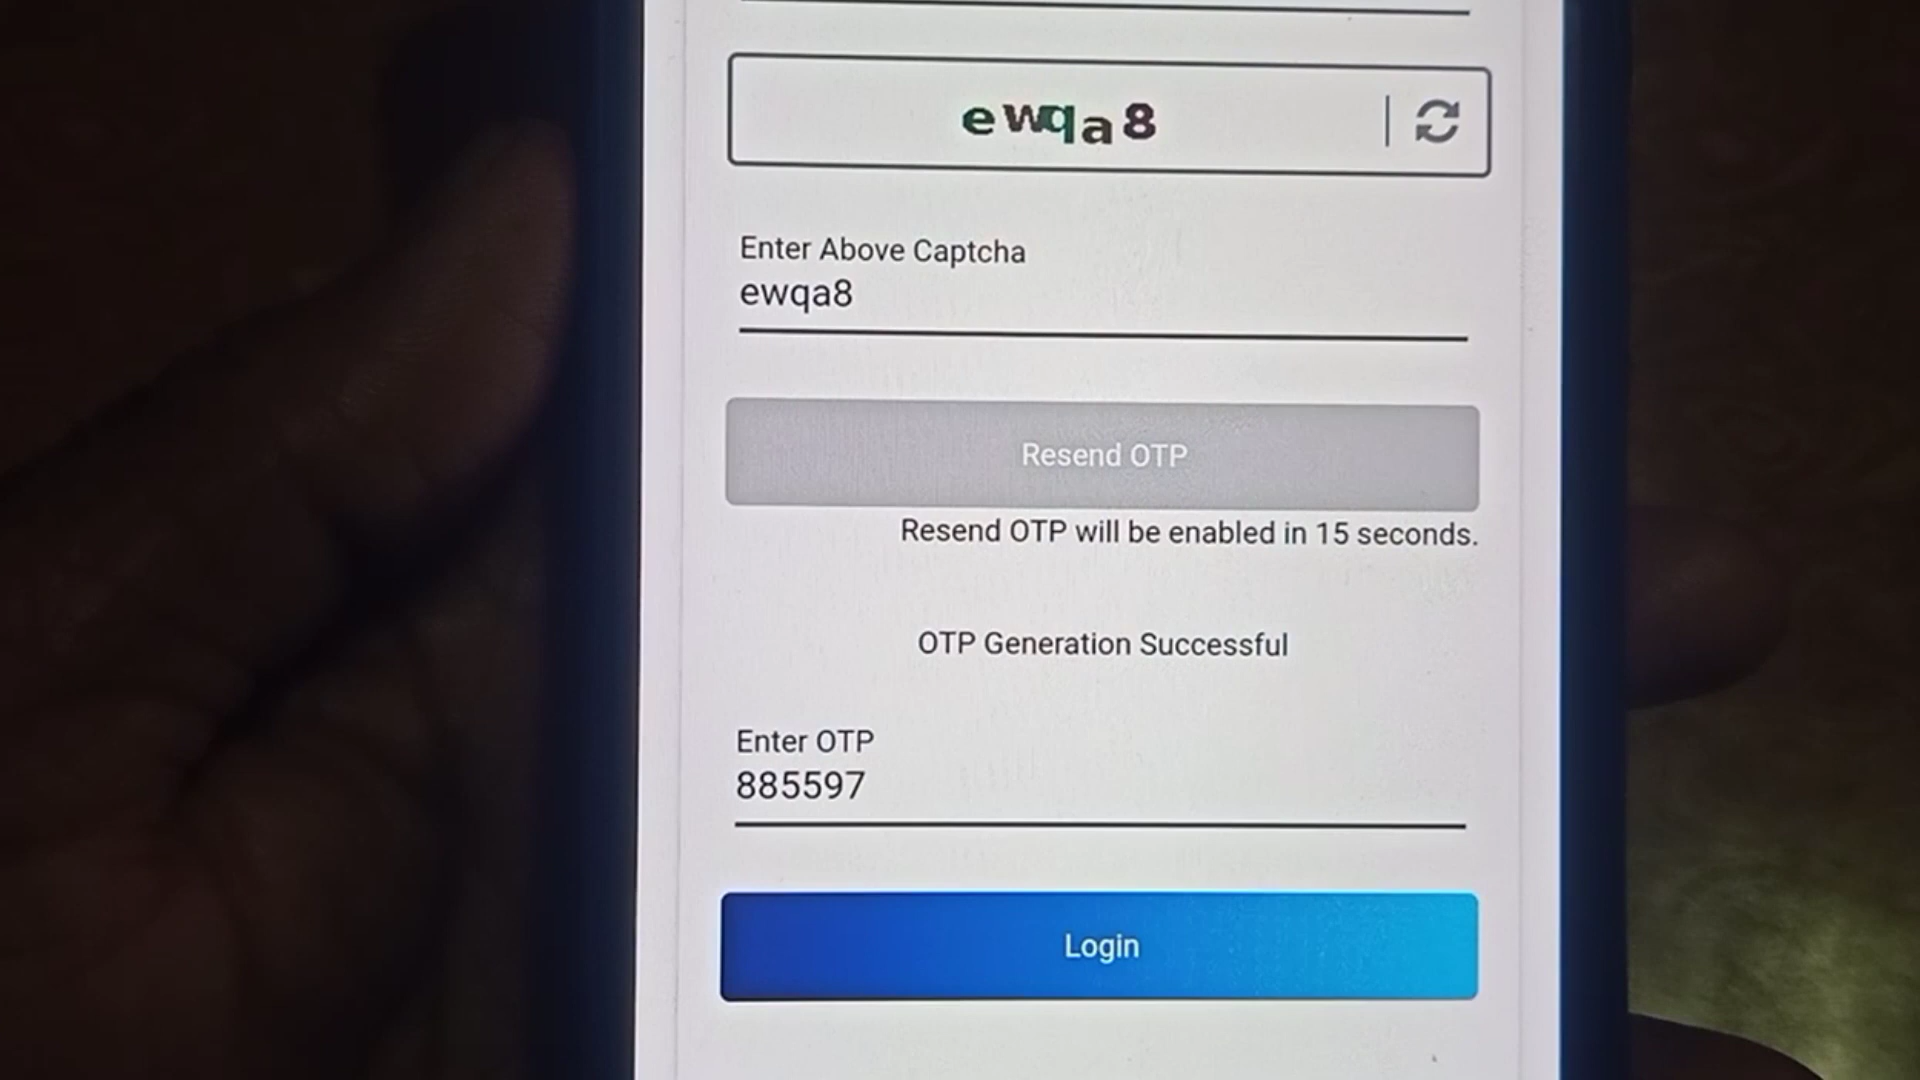 ewqa8
Enter Above Captcha
ewqa8
Resend OTP
Resend OTP will be enabled in 15 seconds.
OTP Generation Successful
Enter OTP
885597
Login